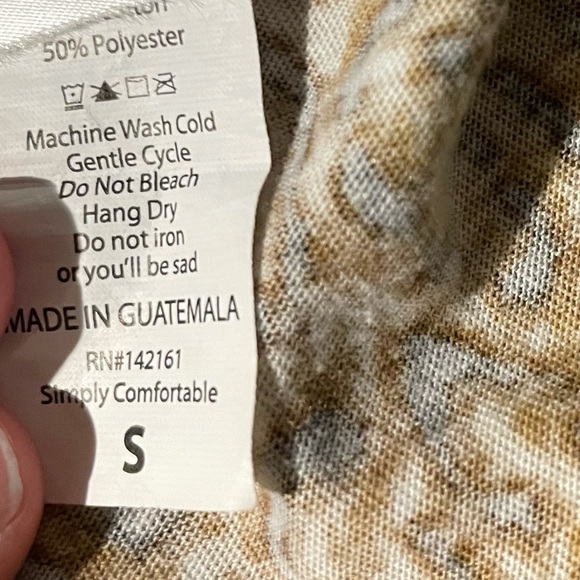 50% Polyester
Machine Wash Cold
Gentle Cycle
Do Not Bleach
Hang Dry
Do not iron
or you'll be sad
MADE IN GUATEMALA
RN#142161
Simply Comfortable
S